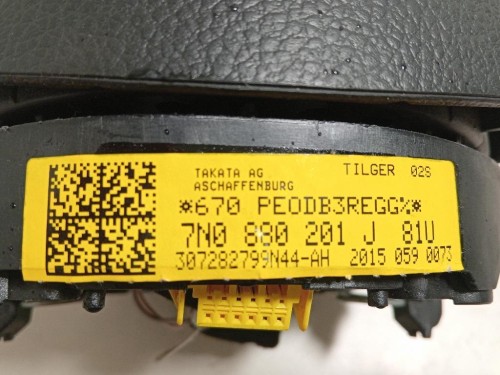 TAKATA AG TILGER 02S
ASCHAFFENBURG
*670 PEODB3REGG%*
7N0 880 201 J 81U
307282799N44-AH 2015 059 0073